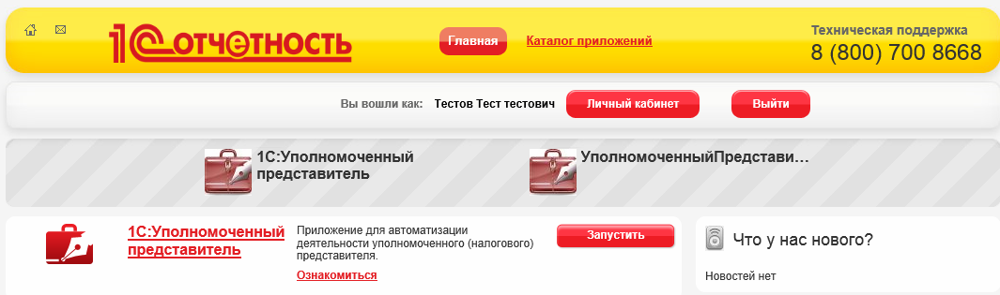 1С ОТЧЕТНОСТЬ
Главная
Каталог приложений
Техническая поддержка
8 (800) 700 8668
Вы вошли как: Тестов Тест тестович
Личный кабинет
Выйти
1С:Уполномоченный
представитель
УполномоченныйПредстави...
1С:Уполномоченный
представитель
Приложение для автоматизации
деятельности уполномоченного (налогового)
представителя.
Ознакомиться
Запустить
Что у нас нового?
Новостей нет